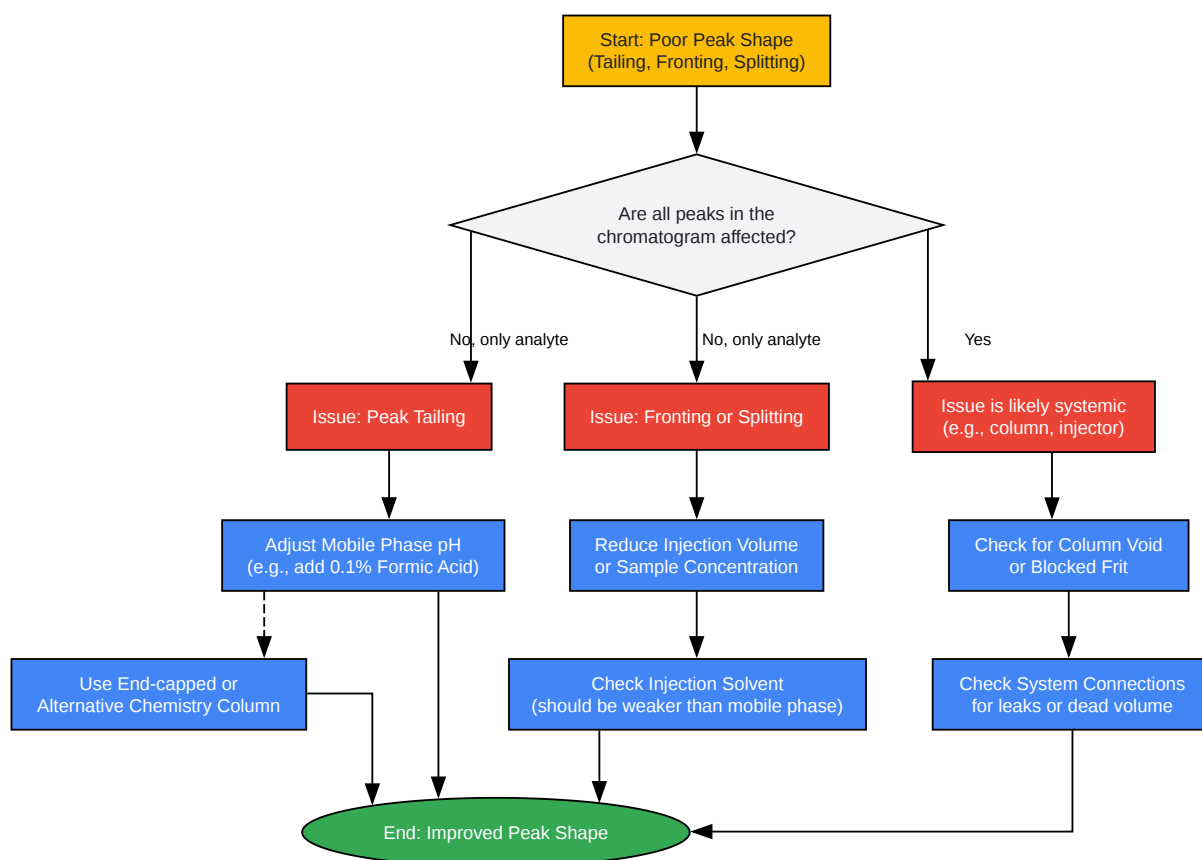 Start: Poor Peak Shape
(Tailing, Fronting, Splitting)
Are all peaks in the
chromatogram affected?
No, only analyte
No, only analyte
Yes
Issue: Peak Tailing
Issue: Fronting or Splitting
Issue is likely systemic
(e.g., column, injector)
Adjust Mobile Phase pH
(e.g., add 0.1% Formic Acid)
Reduce Injection Volume
or Sample Concentration
Check for Column Void
or Blocked Frit
Use End-capped or
Alternative Chemistry Column
Check Injection Solvent
(should be weaker than mobile phase)
Check System Connections
for leaks or dead volume
End: Improved Peak Shape